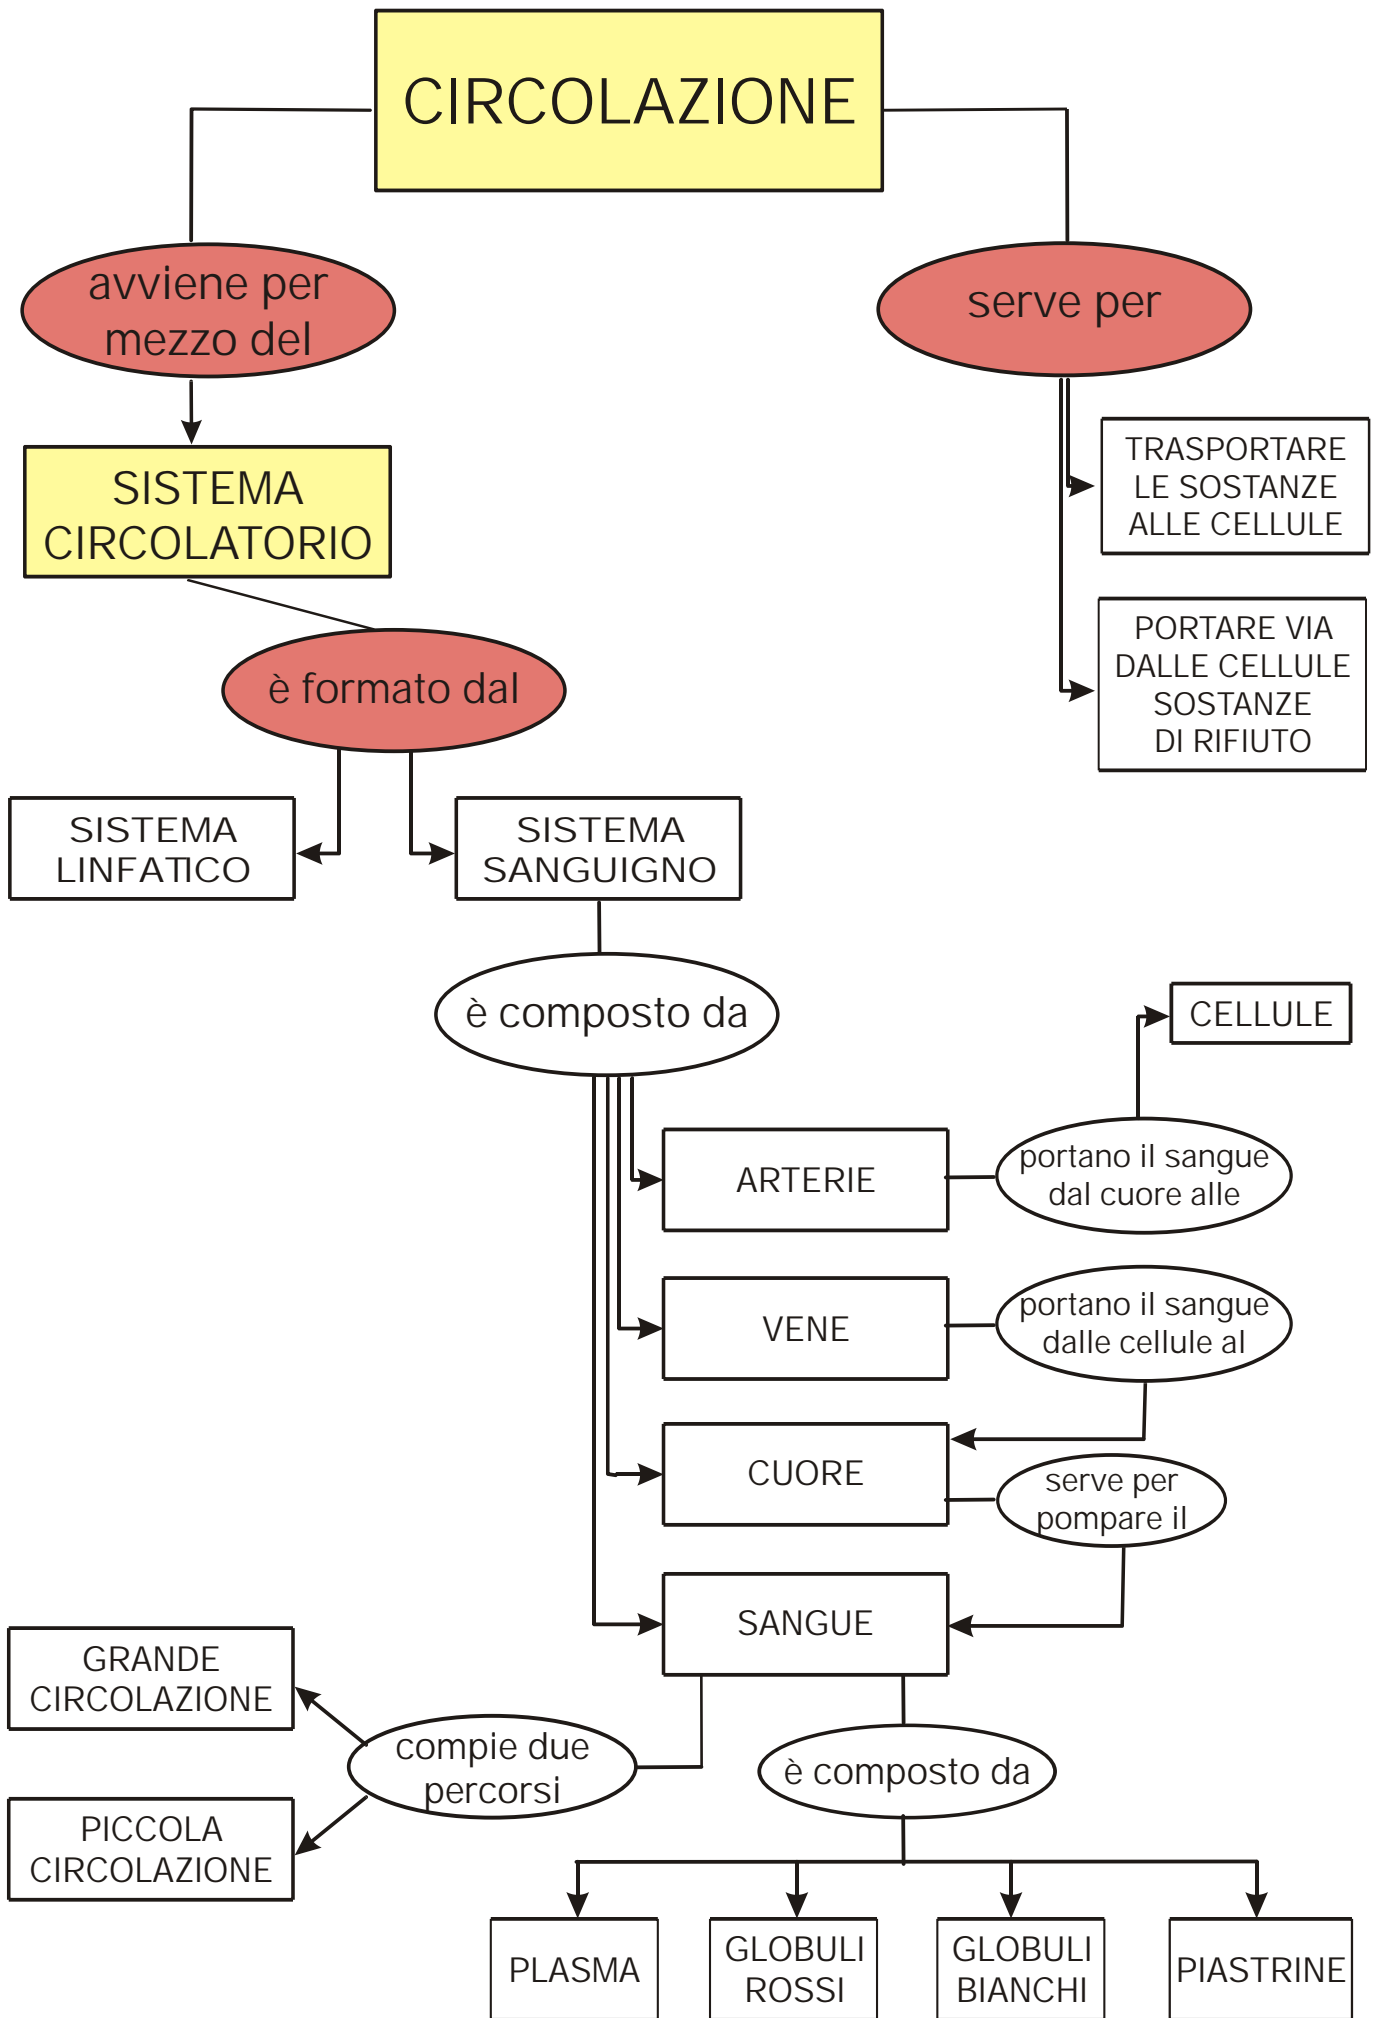 CIRCOLAZIONE
avviene per
mezzo del
serve per
SISTEMA
CIRCOLATORIO
TRASPORTARE
LE SOSTANZE
ALLE CELLULE
PORTARE VIA
DALLE CELLULE
SOSTANZE
DI RIFIUTO
è formato dal
SISTEMA
LINFATICO
SISTEMA
SANGUIGNO
è composto da
CELLULE
ARTERIE
portano il sangue
dal cuore alle
VENE
portano il sangue
dalle cellule al
CUORE
serve per
pompare il
SANGUE
GRANDE
CIRCOLAZIONE
compie due
percorsi
è composto da
PICCOLA
CIRCOLAZIONE
PLASMA
GLOBULI
ROSSI
GLOBULI
BIANCHI
PIASTRINE